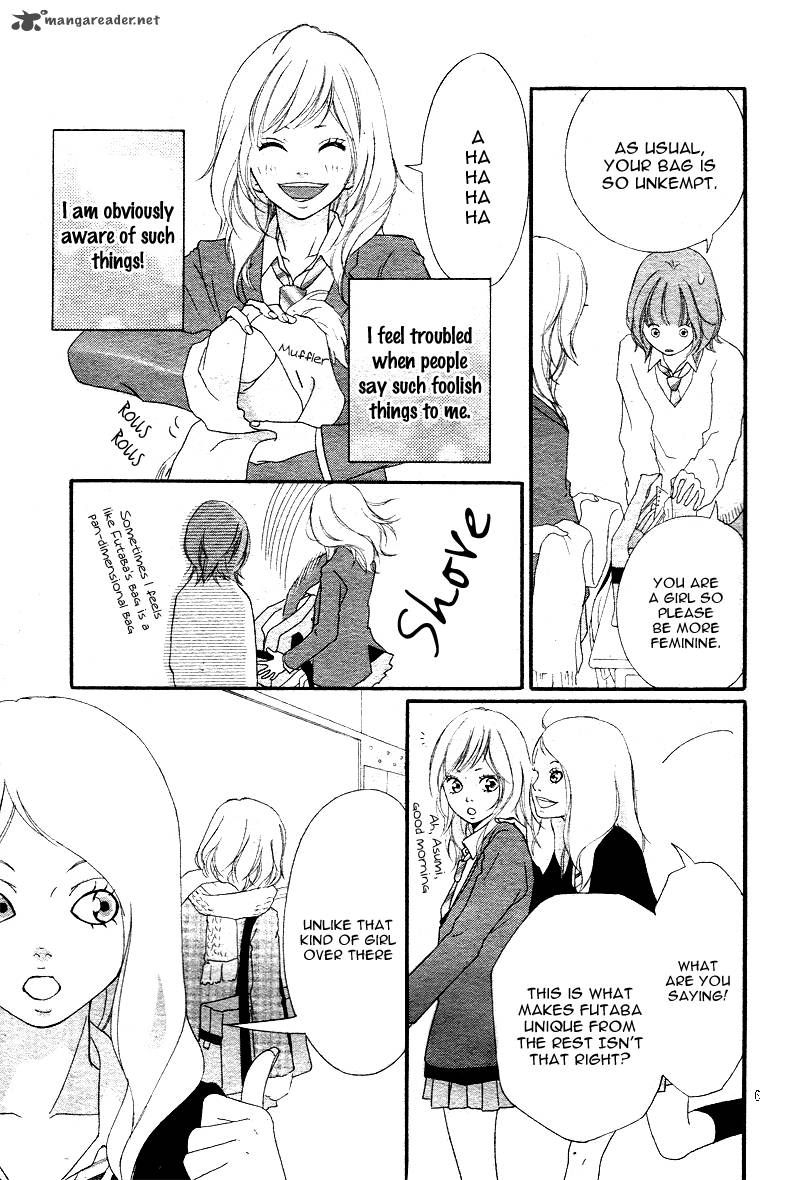 mangareader.net
AS USUAL,
YOUR BAG IS
SO UNKEMPT.
YOU ARE
A GIRL SO
PLEASE
BE MORE
FEMININE.
A
HA
HA
HA
HA
I am obviously
aware of such
things!
Muffler
I feel troubled
when people
say such foolish
things to me.
ROLLS
ROLLS
Shove
Sometimes I feels
like Futaba's bag is a
pan-dimensional bag
Ah, Asumi,
good morning
WHAT
ARE YOU
SAYING!
THIS IS WHAT
MAKES FUTABA
UNIQUE FROM
THE REST ISN'T
THAT RIGHT?
UNLIKE THAT
KIND OF GIRL
OVER THERE
6